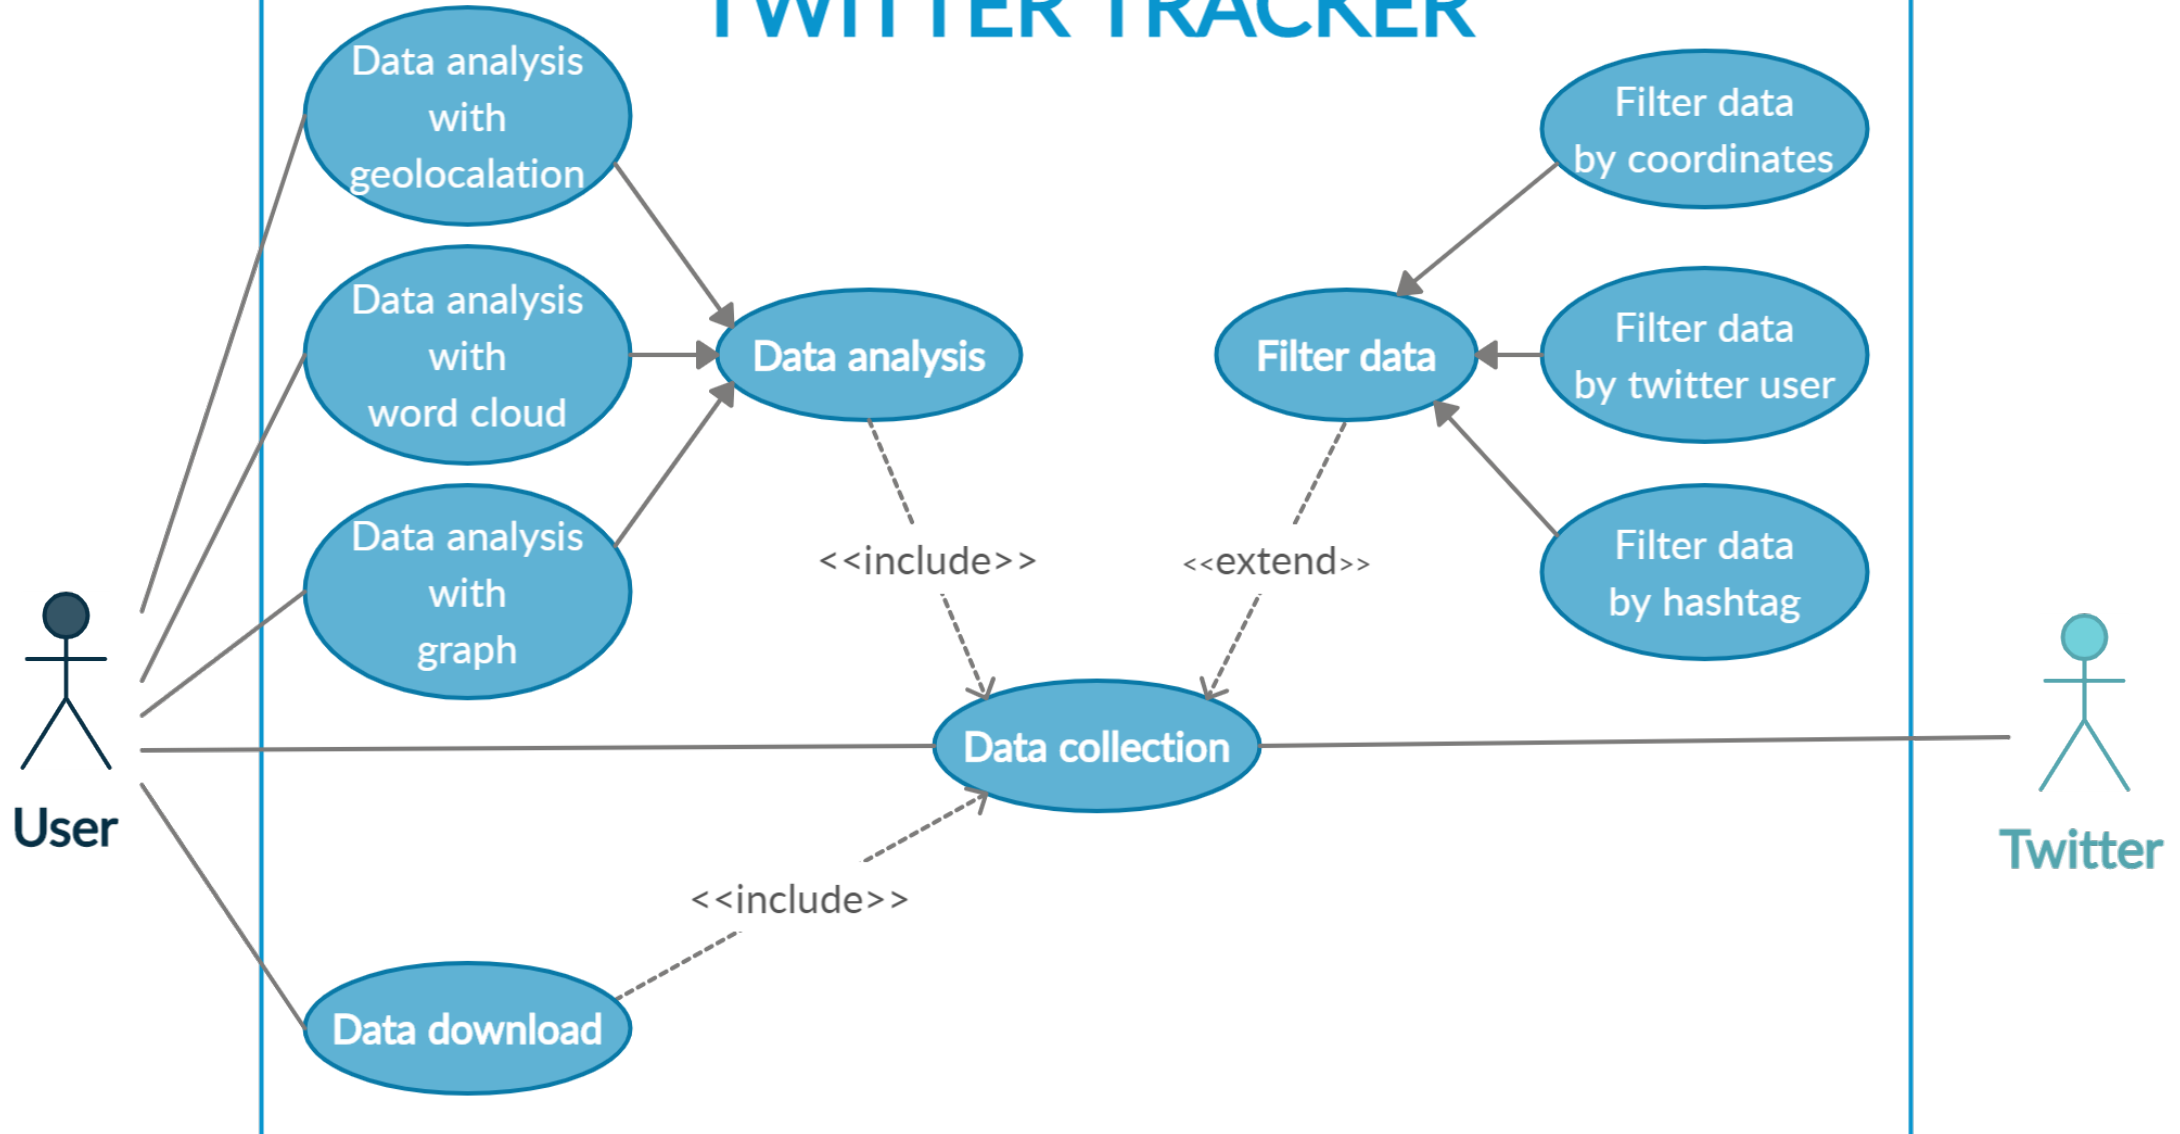 TWITTER TRACKER
Data analysis
with
geolocalation
Data analysis
with
word cloud
Data analysis
with
graph
Data analysis
Filter data
Filter data
by coordinates
Filter data
by twitter user
Filter data
by hashtag
<<include>>
<<extend>>
Data collection
User
Twitter
<<include>>
Data download